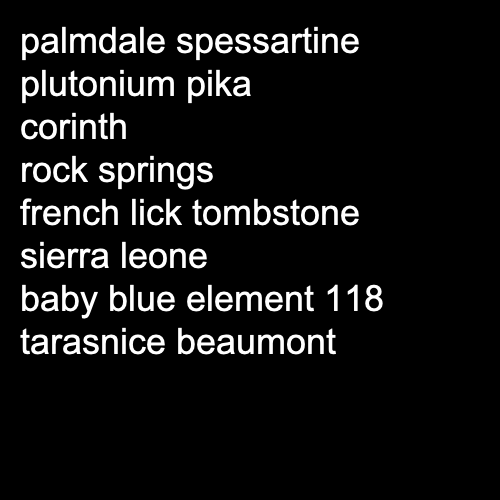 palmdale spessartine
plutonium pika
corinth
rock springs
french lick tombstone
sierra leone
baby blue element 118
tarasnice beaumont